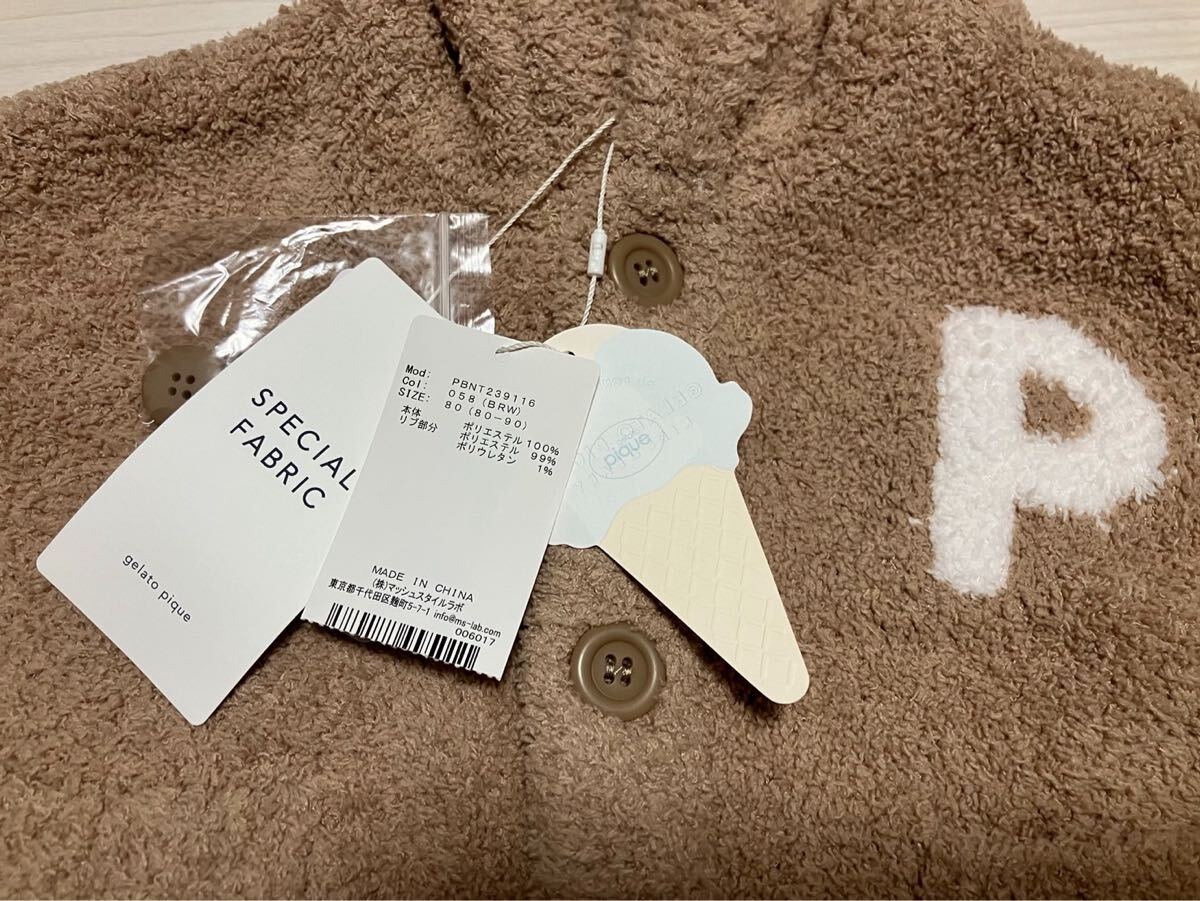 SPECIAL
FABRIC
gelato pique
Mod: PBNT239116
Col: 058(BRW)
SIZE: 80(80-90)
本体 ポリエステル100%
リブ部分 ポリエステル 99%
ポリウレタン 1%
MADE IN CHINA
(株)マッシュスタイルラボ
東京都千代田区麹町5-7-1 info@ms-lab.com
006017
pique
P